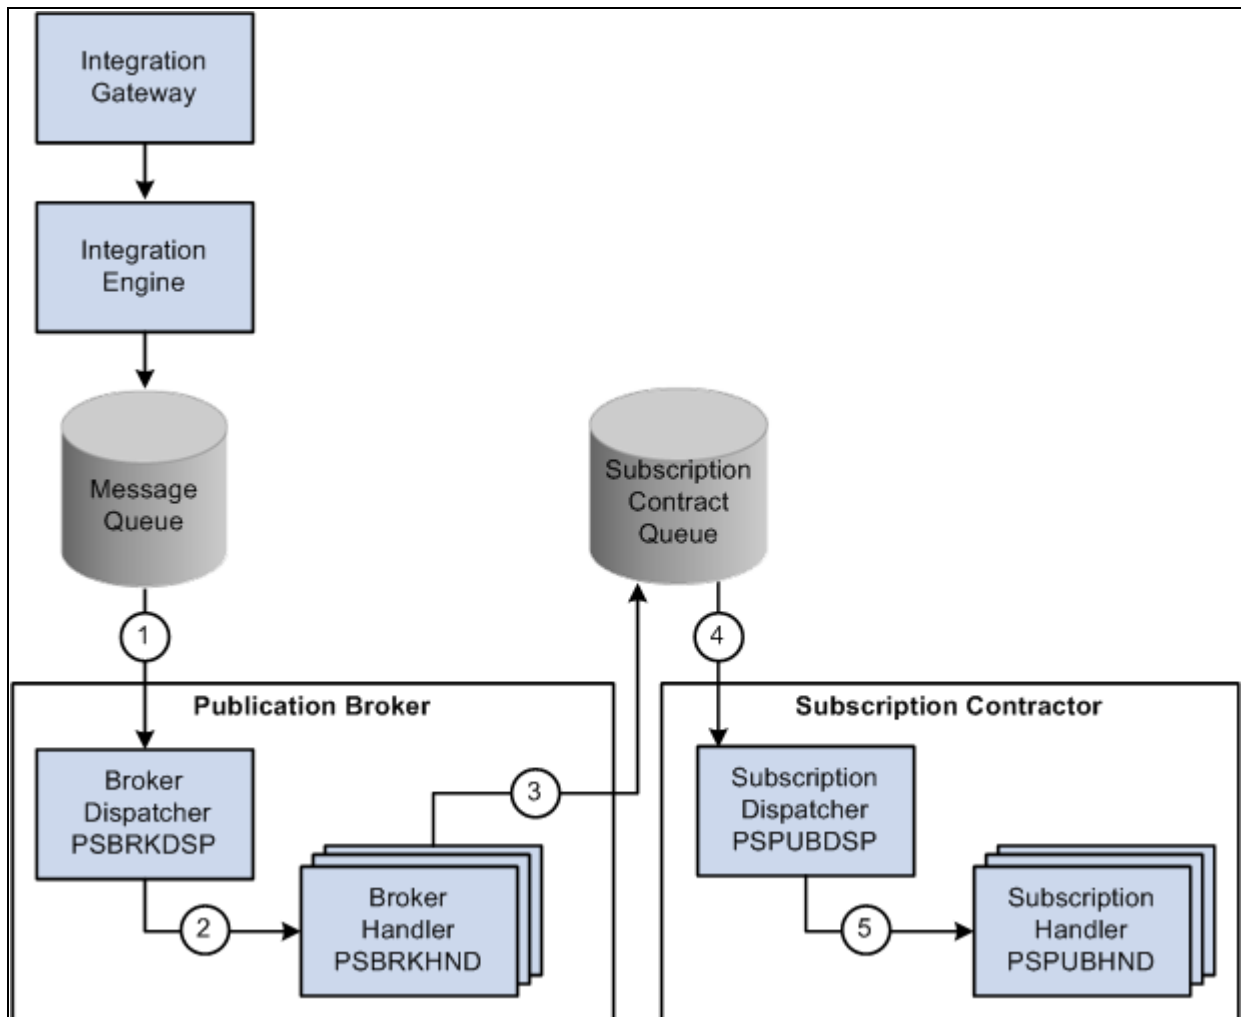 Integration
Gateway
Integration
Engine
Message
Queue
Subscription
Contract
Queue
1
4
Publication Broker
Subscription Contractor
Broker
Dispatcher
PSBRKDSP
3
Subscription
Dispatcher
PSPUBDSP
2
Broker
Handler
PSBRKHND
5
Subscription
Handler
PSPUBHND